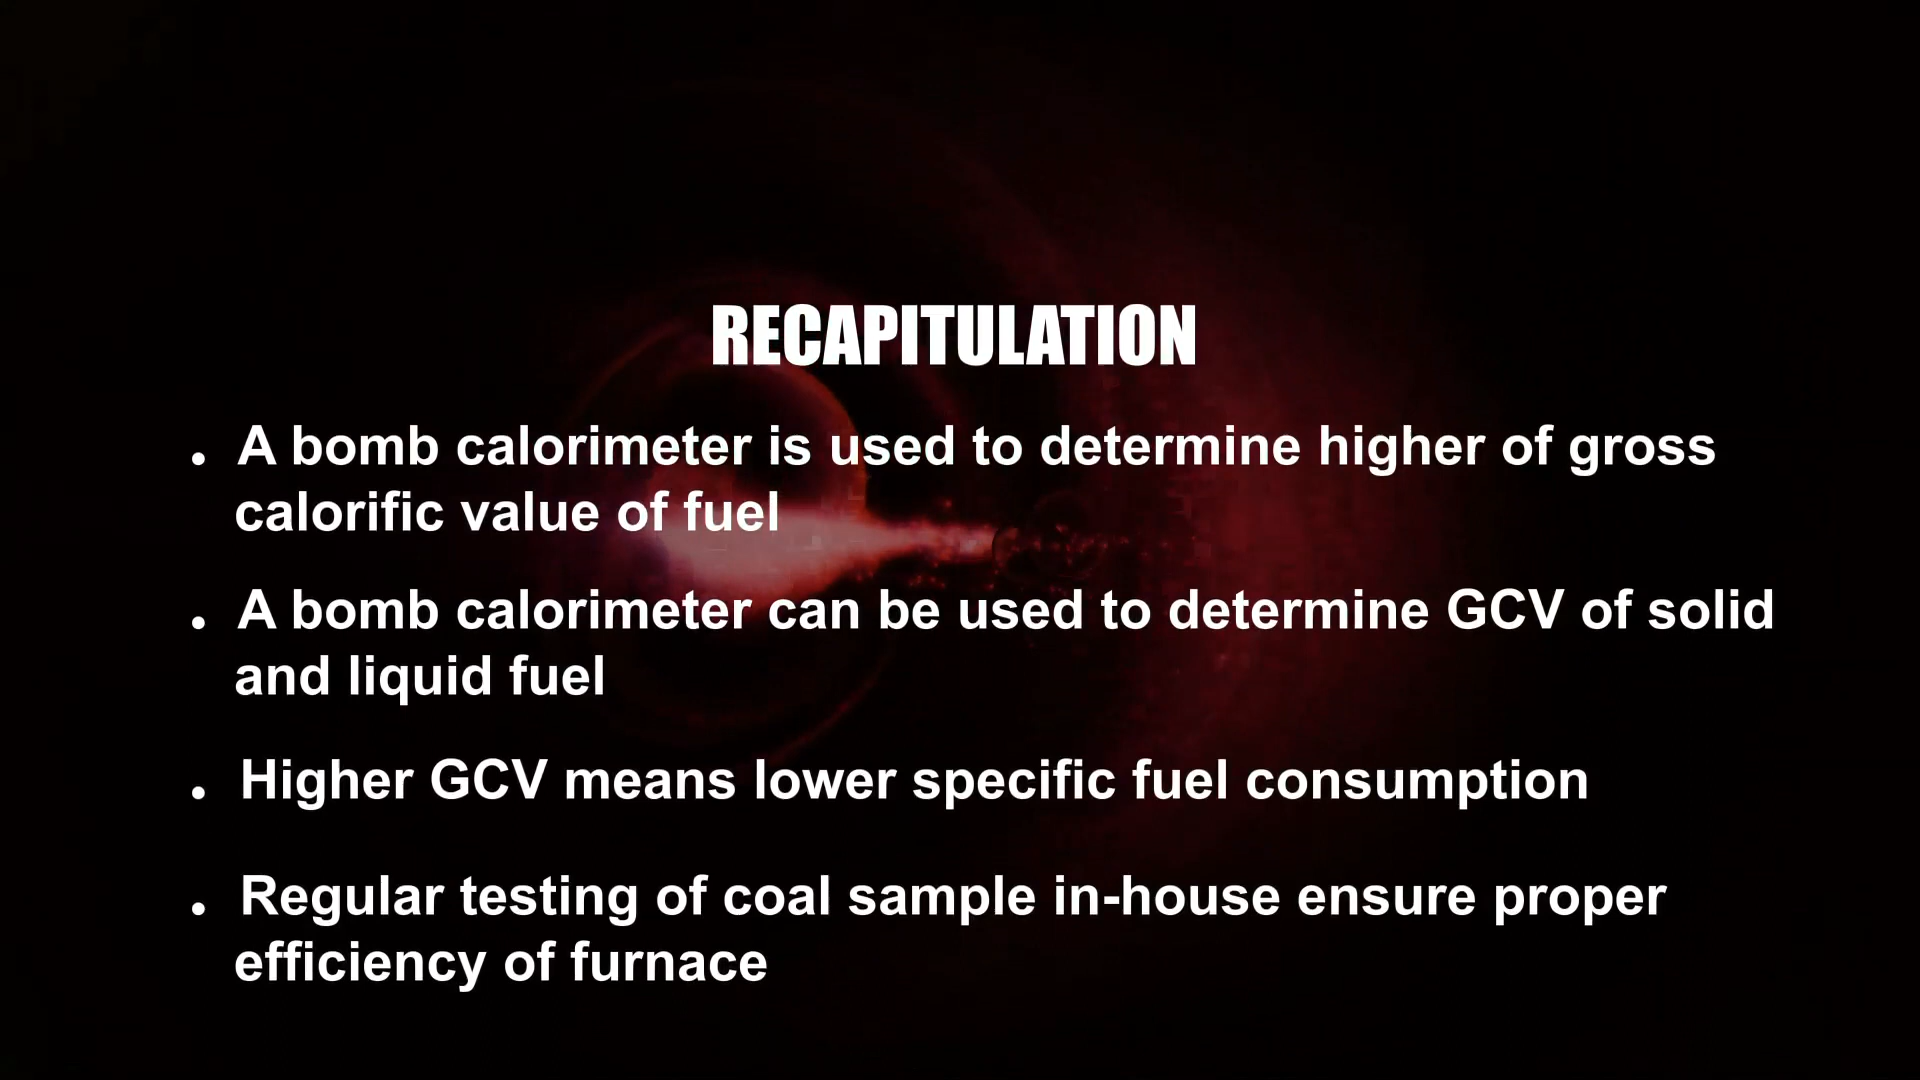 RECAPITULATION
. A bomb calorimeter is used to determine higher of gross
calorific value of fuel
. A bomb calorimeter can be used to determine GCV of solid
and liquid fuel
. Higher GCV means lower specific fuel consumption
. Regular testing of coal sample in-house ensure proper
efficiency of furnace